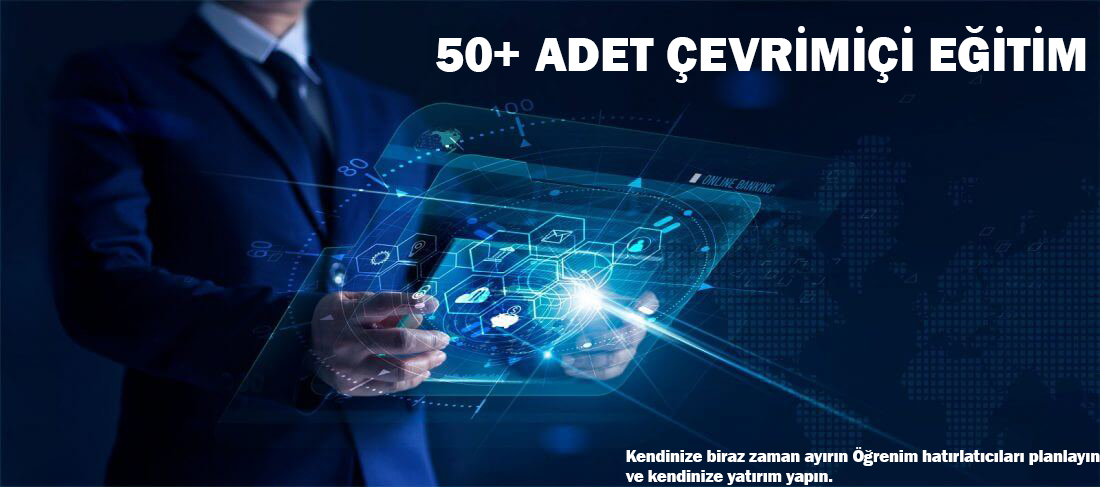 50+ ADET ÇEVRİMİÇİ EĞİTİM
100
80
ONLINE BANKING
60
Kendinize biraz zaman ayırın Öğrenim hatırlatıcıları planlayın
ve kendinize yatırım yapın.